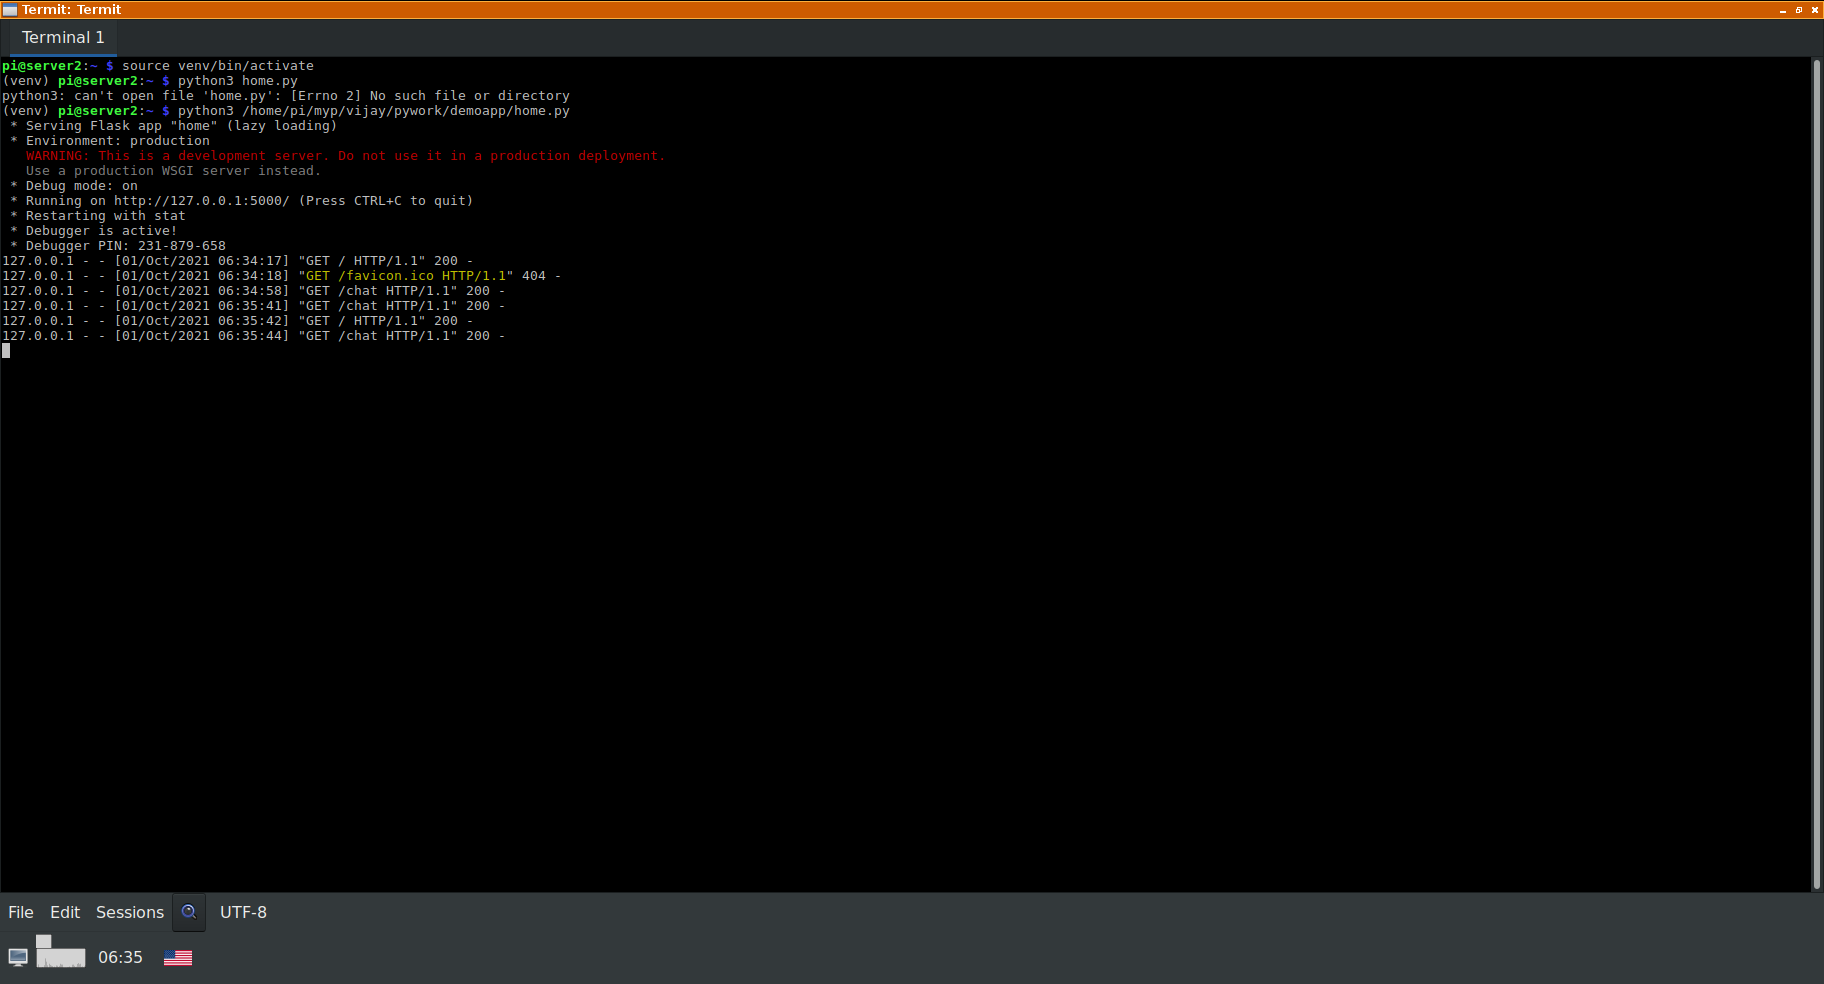 Termit: Termit
Terminal 1
pi@server2:~ $ source venv/bin/activate
(venv) pi@server2:~ $ python3 home.py
python3: can't open file 'home.py': [Errno 2] No such file or directory
(venv) pi@server2:~ $ python3 /home/pi/myp/vijay/pywork/demoapp/home.py
 * Serving Flask app "home" (lazy loading)
 * Environment: production
   WARNING: This is a development server. Do not use it in a production deployment.
   Use a production WSGI server instead.
 * Debug mode: on
 * Running on http://127.0.0.1:5000/ (Press CTRL+C to quit)
 * Restarting with stat
 * Debugger is active!
 * Debugger PIN: 231-879-658
127.0.0.1 - - [01/Oct/2021 06:34:17] "GET / HTTP/1.1" 200 -
127.0.0.1 - - [01/Oct/2021 06:34:18] "GET /favicon.ico HTTP/1.1" 404 -
127.0.0.1 - - [01/Oct/2021 06:34:58] "GET /chat HTTP/1.1" 200 -
127.0.0.1 - - [01/Oct/2021 06:35:41] "GET /chat HTTP/1.1" 200 -
127.0.0.1 - - [01/Oct/2021 06:35:42] "GET / HTTP/1.1" 200 -
127.0.0.1 - - [01/Oct/2021 06:35:44] "GET /chat HTTP/1.1" 200 -
File Edit Sessions UTF-8
06:35